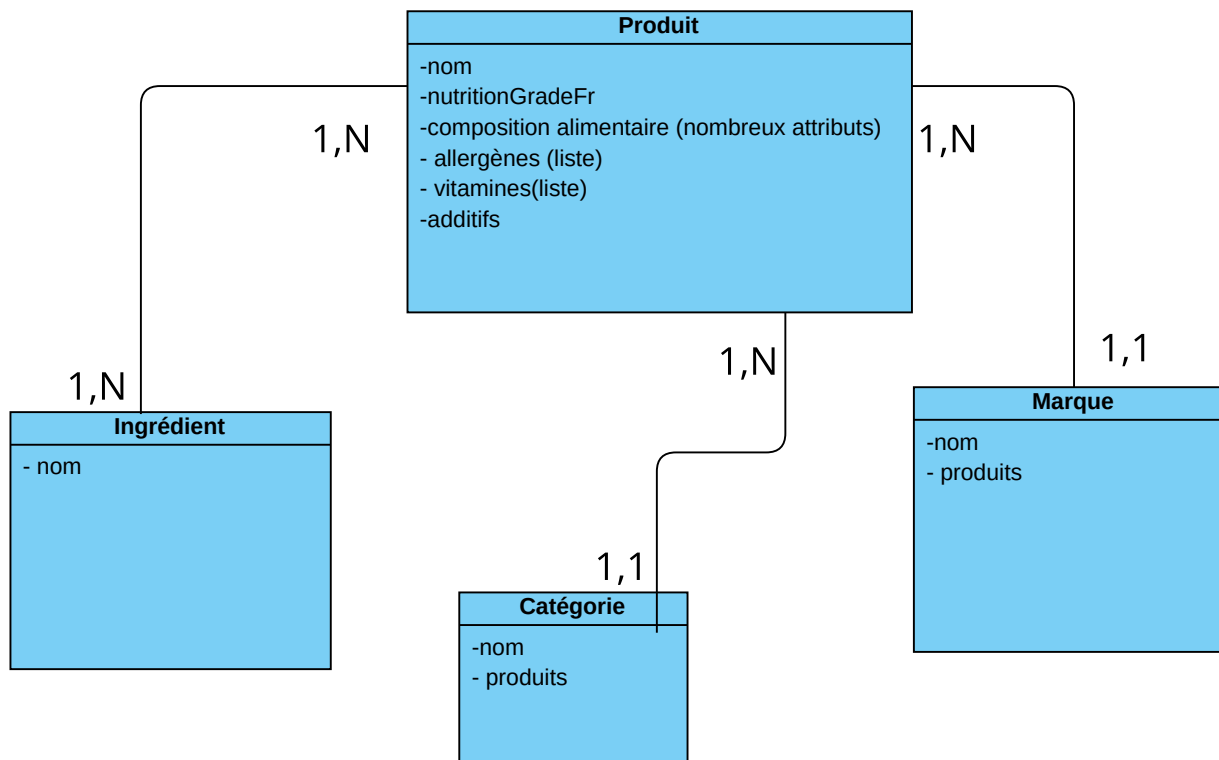 Produit
-nom
-nutritionGradeFr
-composition alimentaire (nombreux attributs)
- allergènes (liste)
- vitamines(liste)
-additifs
1,N
1,N
1,N
1,N
1,1
1,1
Ingrédient
- nom
Catégorie
-nom
- produits
Marque
-nom
- produits